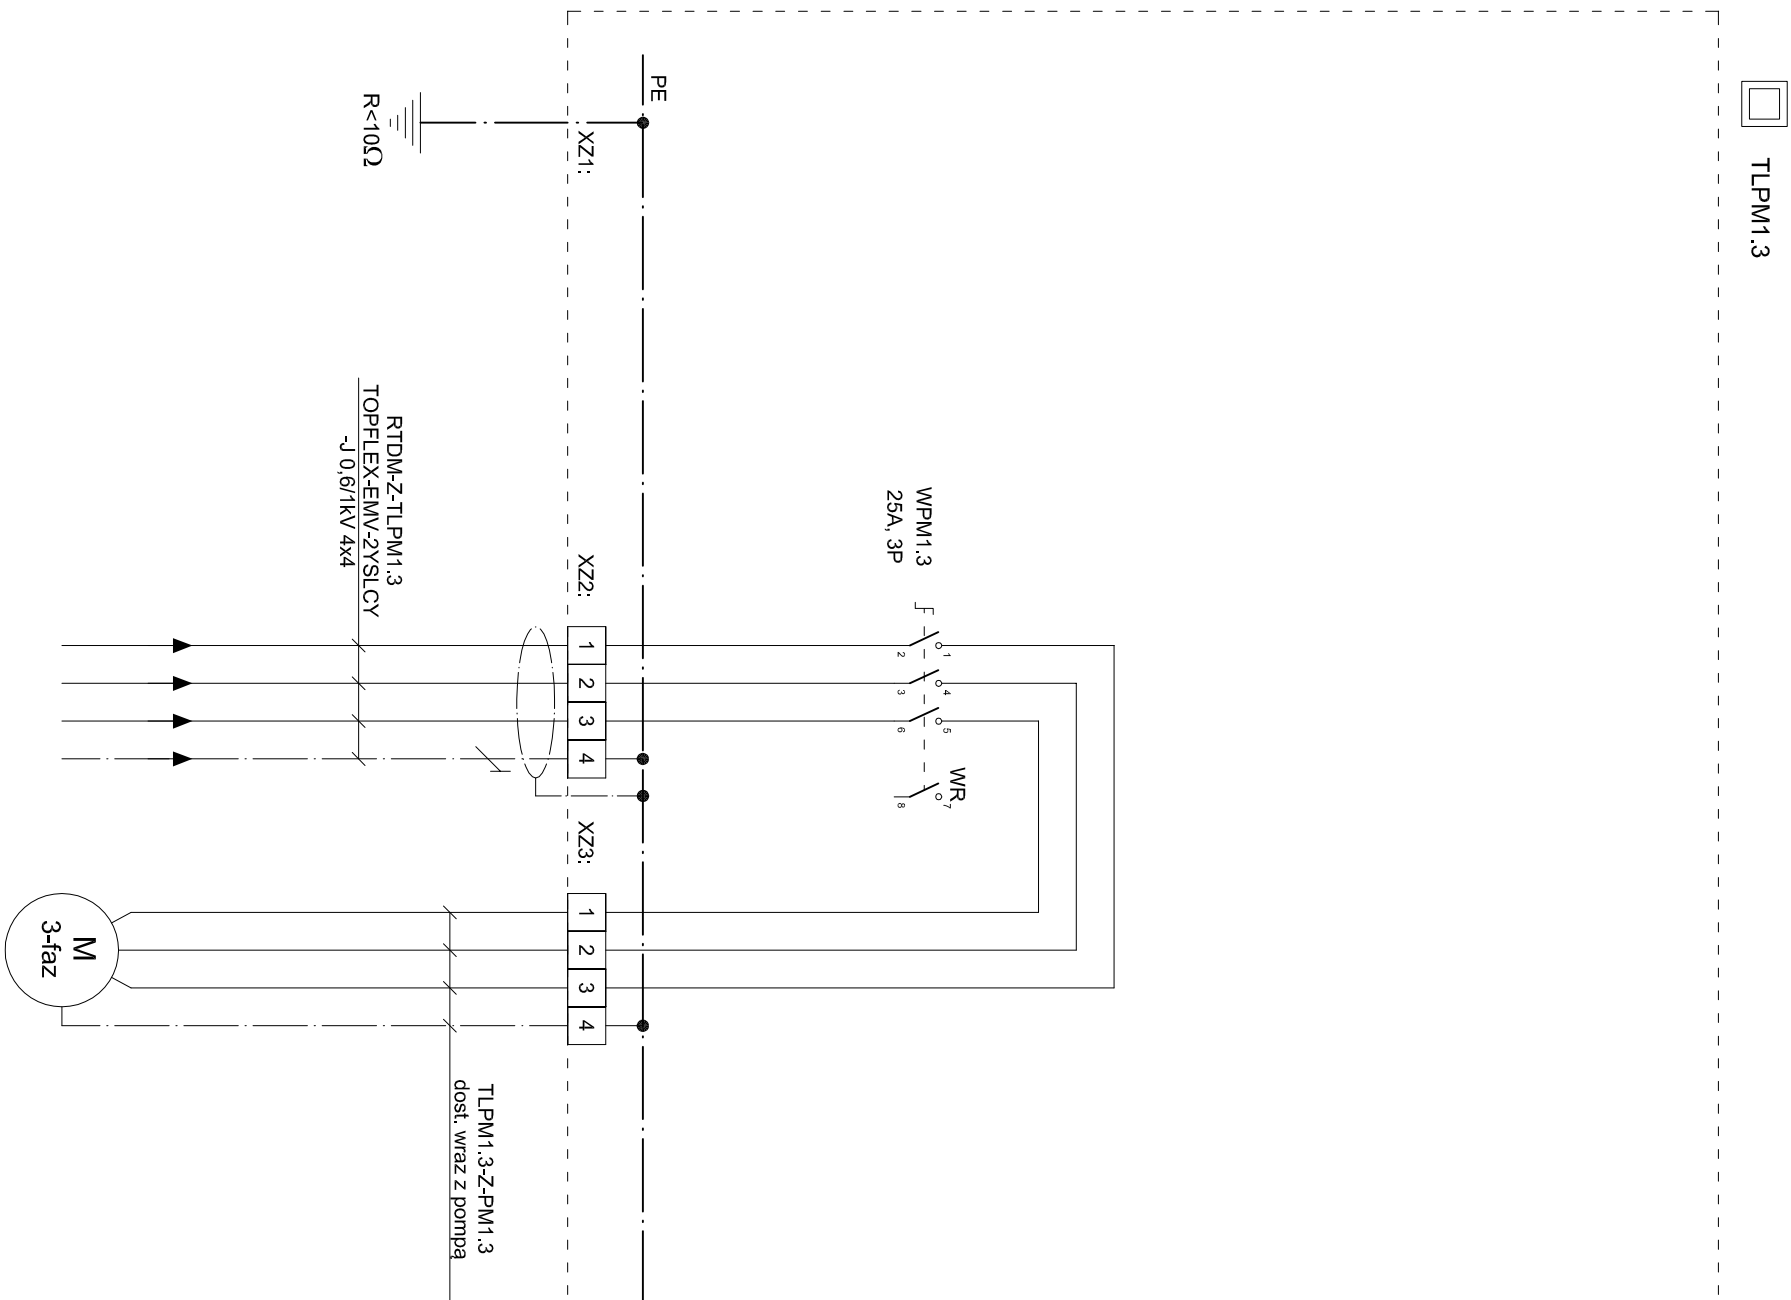 TLPM1.3
PE
XZ1:
R<10Ω
WPM1.3
25A, 3P
1
2
4
3
5
6
WR
7
8
XZ2:
1
2
3
4
RTDM-Z-TLPM1.3
TOPFLEX-EMV-2YSLCY
-J 0,6/1kV 4x4
XZ3:
1
2
3
4
TLPM1.3-Z-PM1.3
dost. wraz z pompą
M
3-faz